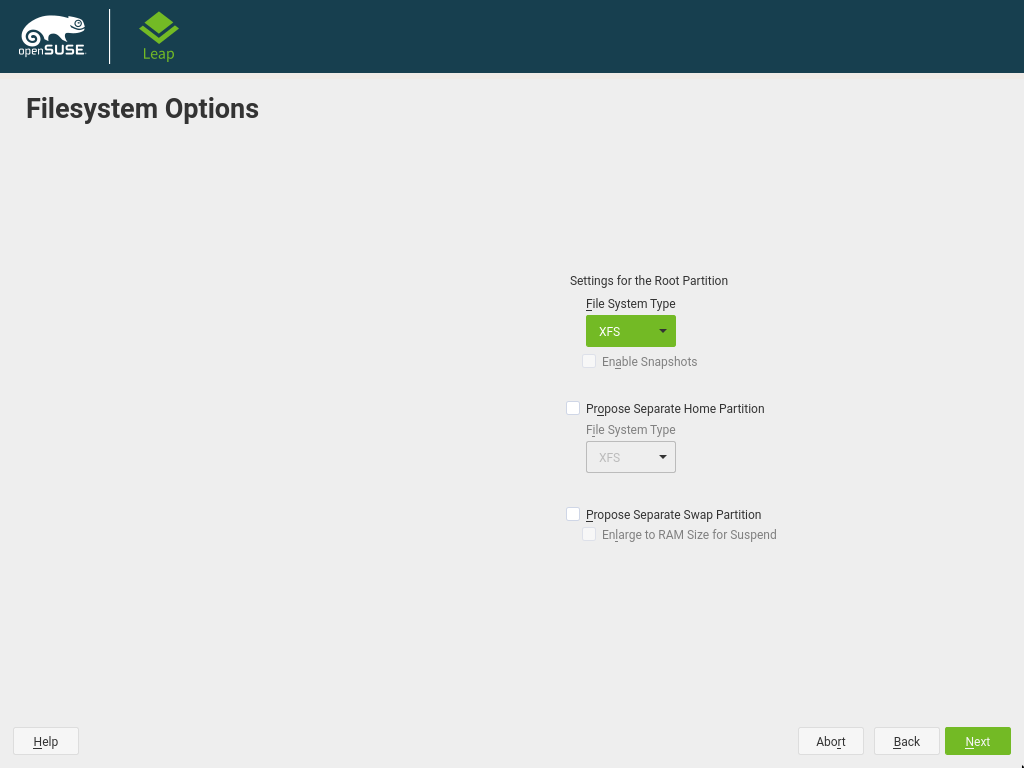 openSUSE
Leap
Filesystem Options
Settings for the Root Partition
File System Type
XFS
Enable Snapshots
Propose Separate Home Partition
File System Type
XFS
Propose Separate Swap Partition
Enlarge to RAM Size for Suspend
Help Abort Back Next